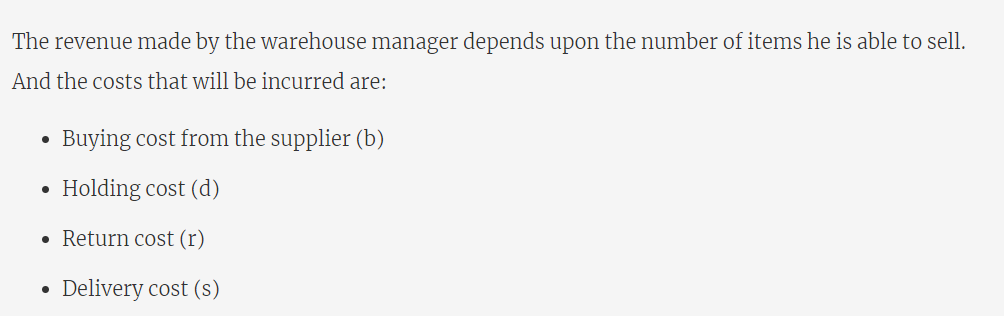 The revenue made by the warehouse manager depends upon the number of items he is able to sell.
And the costs that will be incurred are:
• Buying cost from the supplier (b)
• Holding cost (d)
• Return cost (r)
• Delivery cost (s)